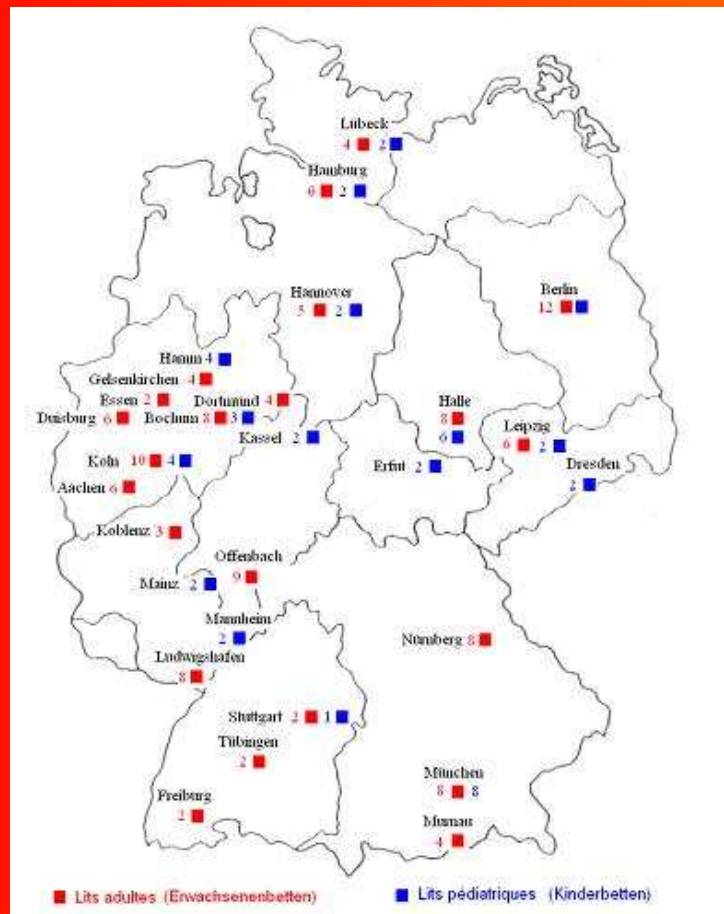 Lübeck
4 2
Hamburg
6 2
Hannover
5 2
Berlin
12
Hamm 4
Gelsenkirchen 4
Essen 2
Dortmund 4
Duisburg 6
Bochum 8 3
Kassel 2
Halle
8
6
Leipzig
6 2
Koln 10 4
Erfut 2
Dresden
2
Aachen 6
Koblenz 3
Offenbach
9
Mainz 2
Mannheim
2
Nürnberg 8
Ludwigshafen
8
Stuttgart 2 1
Tübingen
2
München
8 8
Freiburg
2
Murnau
4
Lits adultes (Erwachsenenbetten) Lits pédiatriques (Kinderbetten)